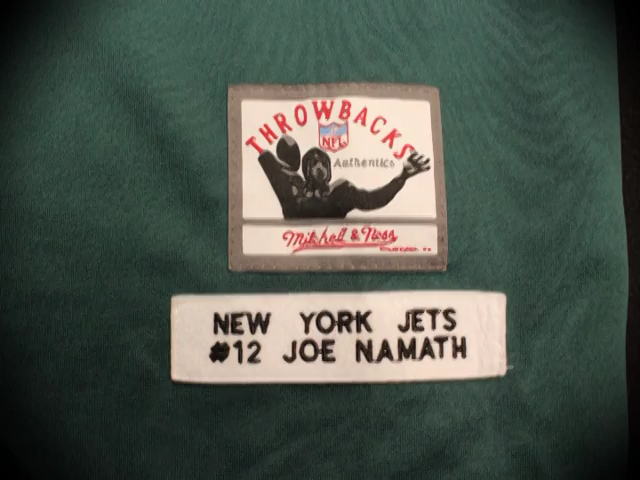 THROWBACKS
NFL
Authentics
Mitchell & Ness
NEW YORK JETS
#12 JOE NAMATH